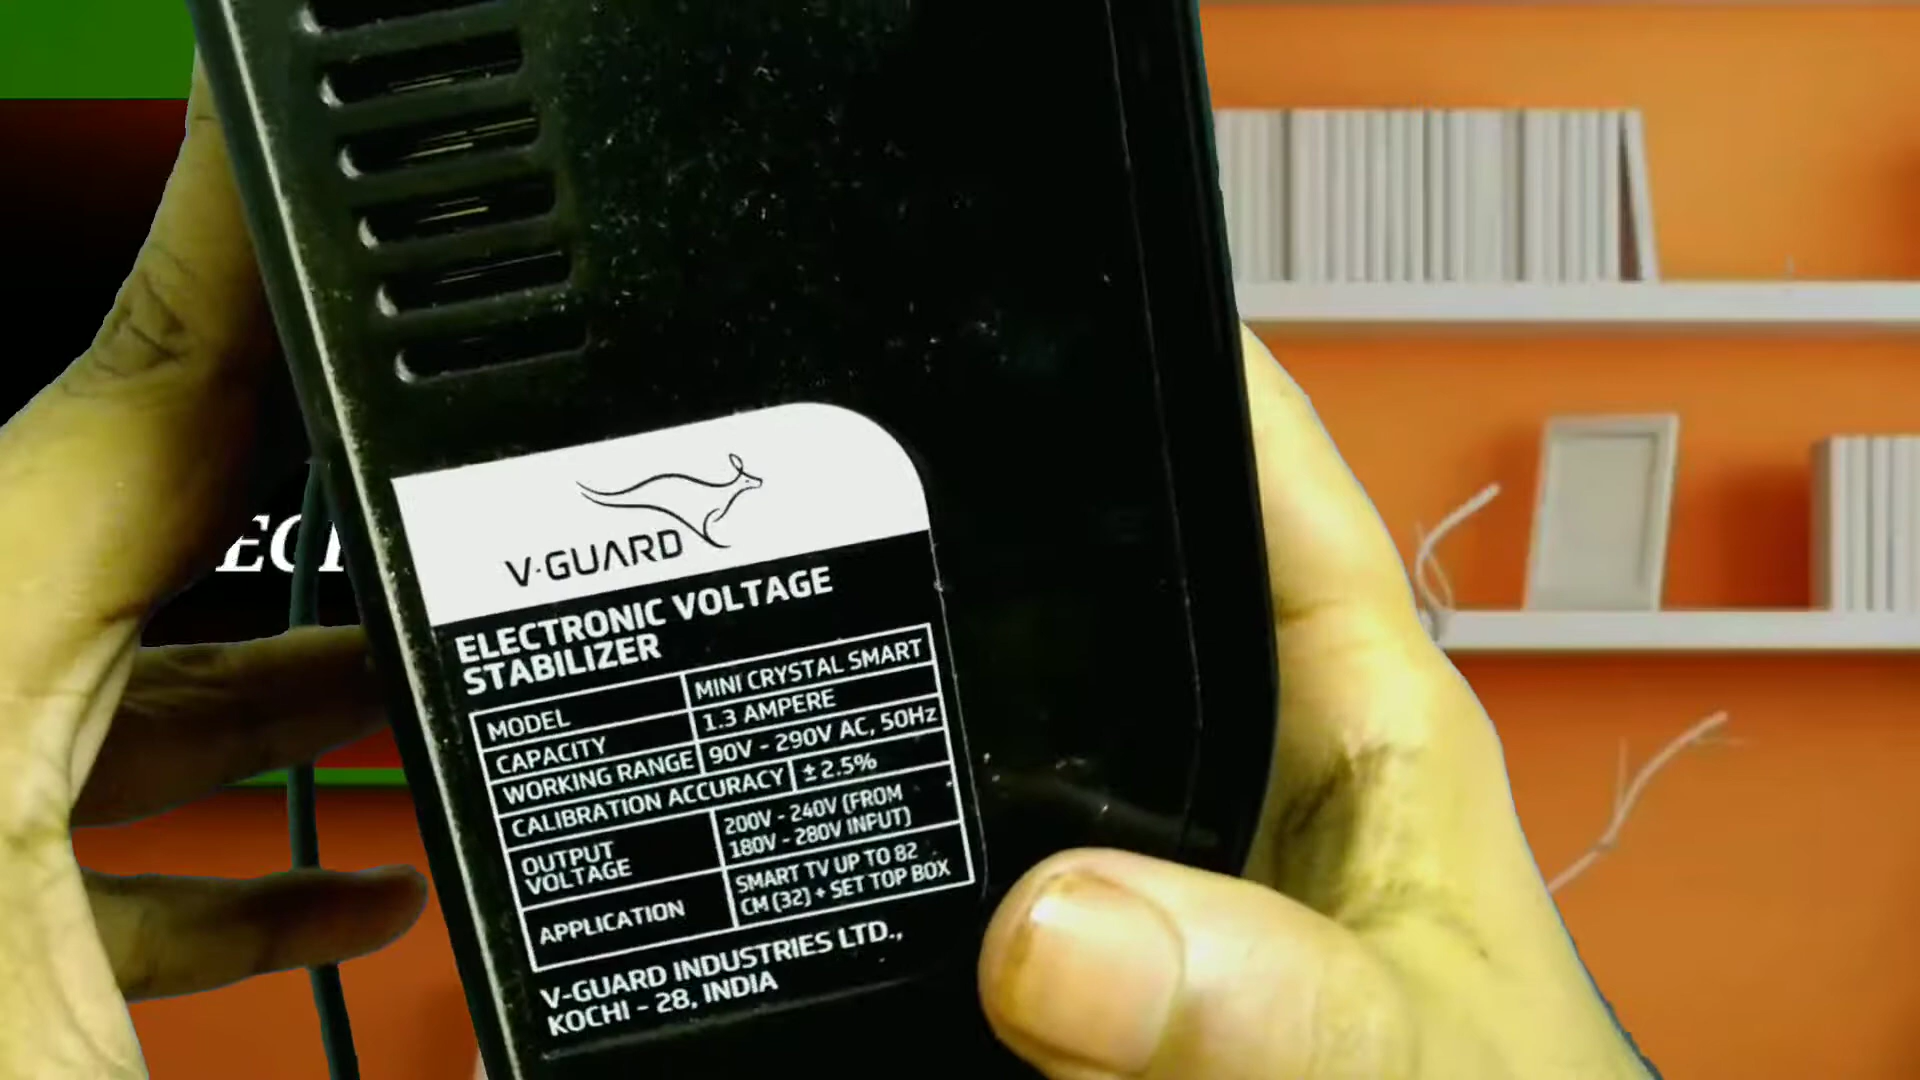 V-GUARD
ELECTRONIC VOLTAGE
STABILIZER
MODEL MINI CRYSTAL SMART
CAPACITY 1.3 AMPERE
WORKING RANGE 90V - 290V AC, 50Hz
CALIBRATION ACCURACY ±2.5%
OUTPUT VOLTAGE 200V - 240V (FROM
180V - 280V INPUT)
APPLICATION SMART TV UP TO 82
CM (32) + SET TOP BOX
V-GUARD INDUSTRIES LTD.,
KOCHI - 28, INDIA